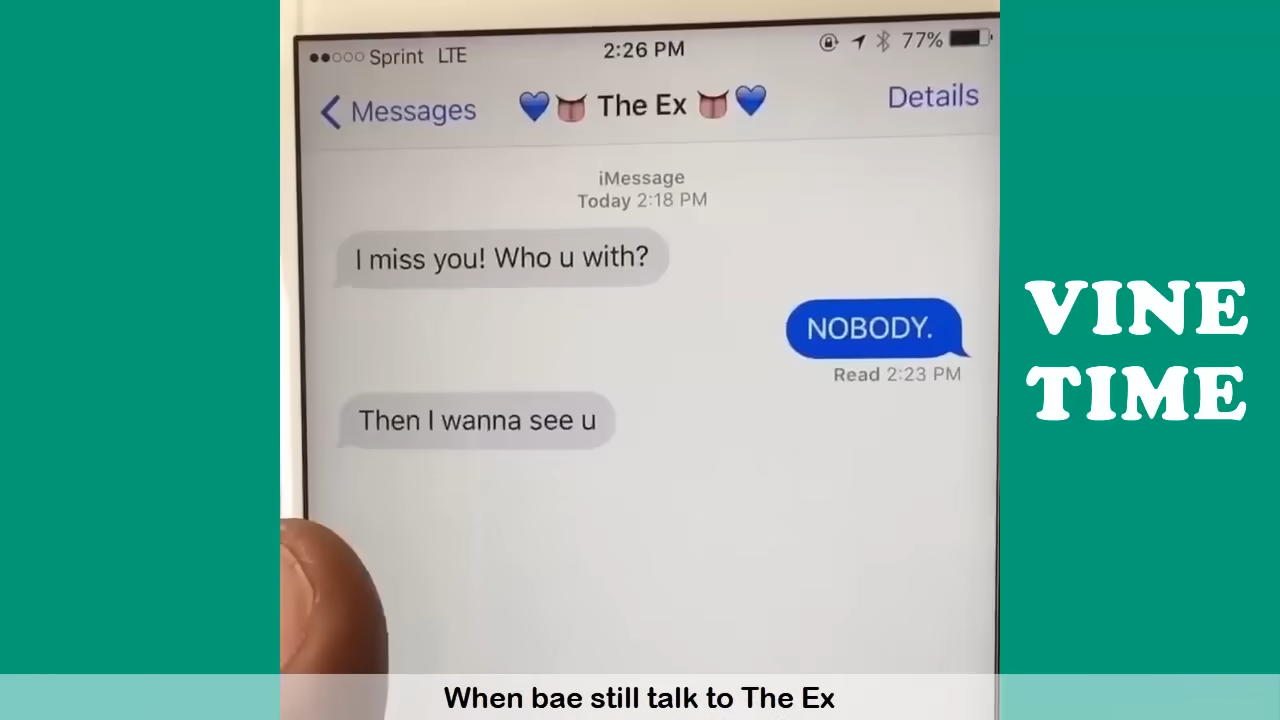 ●●○○○ Sprint LTE 2:26 PM 77%
Messages 💙👅 The Ex 👅💙 Details
iMessage
Today 2:18 PM
I miss you! Who u with?
NOBODY.
Read 2:23 PM
Then I wanna see u
VINE
TIME
When bae still talk to The Ex